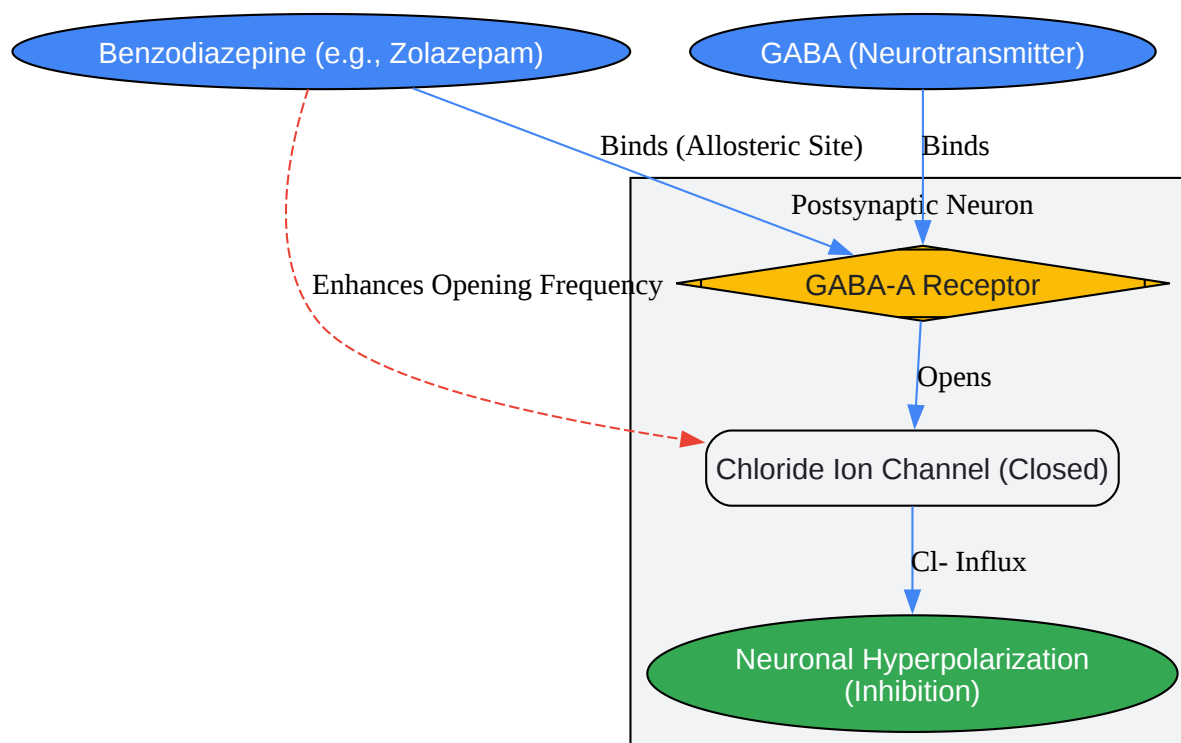 Benzodiazepine (e.g., Zolazepam)
GABA (Neurotransmitter)
Binds (Allosteric Site)
Binds
Postsynaptic Neuron
Enhances Opening Frequency
GABA-A Receptor
Opens
Chloride Ion Channel (Closed)
Cl- Influx
Neuronal Hyperpolarization
(Inhibition)